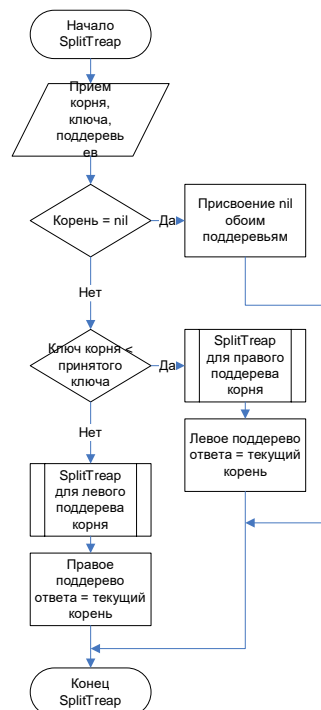 Начало
SplitTreap
Прием
корня,
ключа,
поддеревь
ев
Корень = nil
Да
Присвоение nil
обоим
поддеревьям
Нет
Ключ корня <
принятого
ключа
Да
SplitTreap
для правого
поддерева
корня
Нет
Левое поддерево
ответа = текущий
корень
SplitTreap
для левого
поддерева
корня
Правое
поддерево
ответа = текущий
корень
Конец
SplitTreap